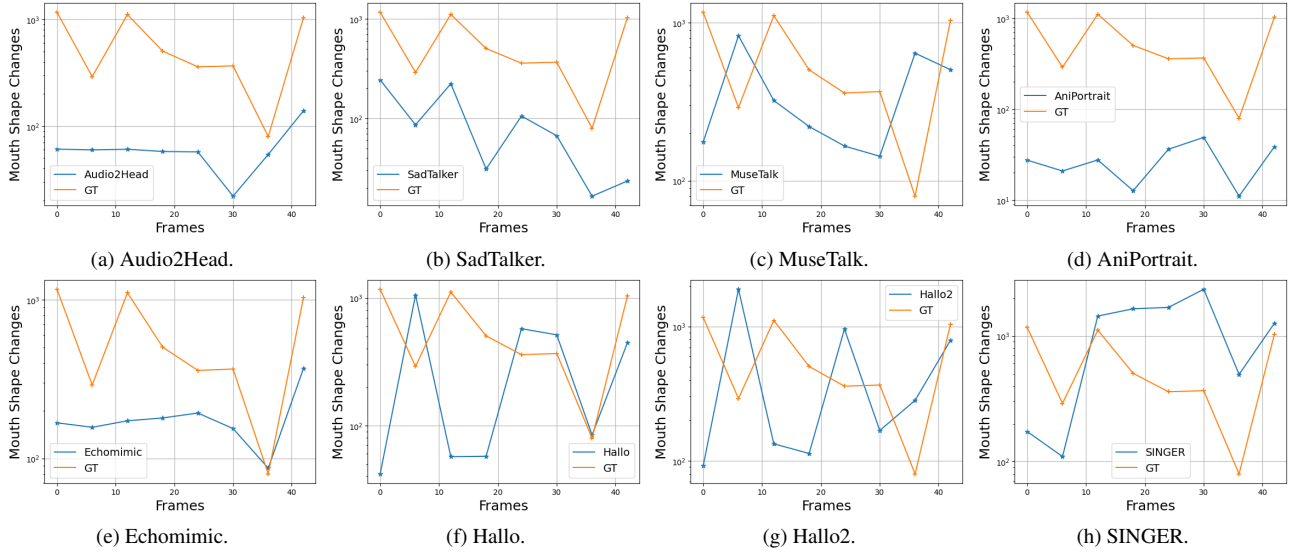 10³
10²
Mouth Shape Changes
Audio2Head
GT
0 10 20 30 40
Frames
(a) Audio2Head.
10³
10²
Mouth Shape Changes
SadTalker
GT
0 10 20 30 40
Frames
(b) SadTalker.
10³
10²
Mouth Shape Changes
MuseTalk
GT
0 10 20 30 40
Frames
(c) MuseTalk.
10³
10²
10¹
Mouth Shape Changes
AniPortrait
GT
0 10 20 30 40
Frames
(d) AniPortrait.
10³
10²
Mouth Shape Changes
Echomimic
GT
0 10 20 30 40
Frames
(e) Echomimic.
10³
10²
Mouth Shape Changes
Hallo
GT
0 10 20 30 40
Frames
(f) Hallo.
10³
10²
Mouth Shape Changes
Hallo2
GT
0 10 20 30 40
Frames
(g) Hallo2.
10³
10²
Mouth Shape Changes
SINGER
GT
0 10 20 30 40
Frames
(h) SINGER.